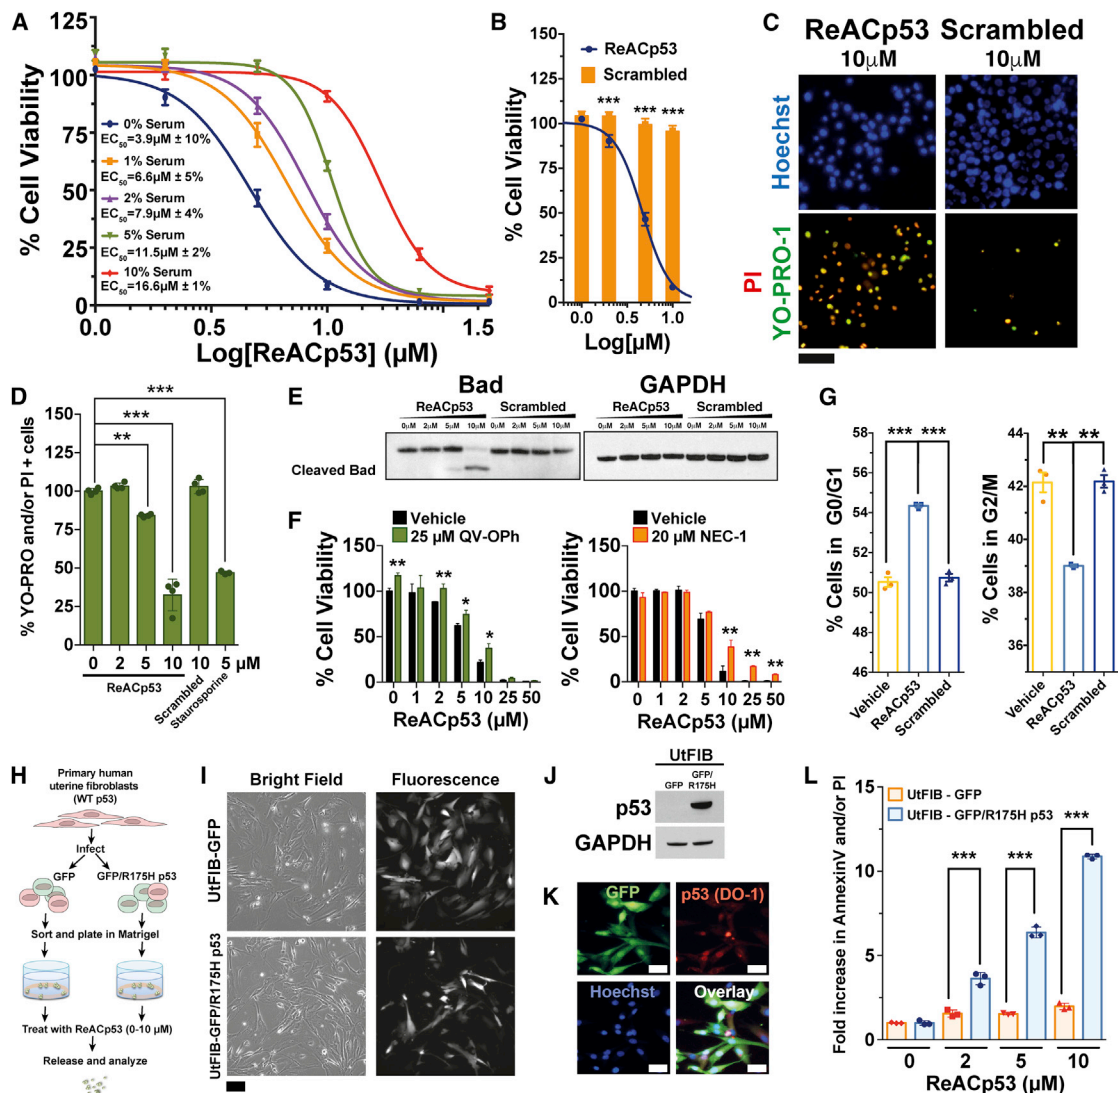 A
% Cell Viability
100
75
50
25
0
0% Serum
EC50=3.9µM ± 10%
1% Serum
EC50=6.6µM ± 5%
2% Serum
EC50=7.9µM ± 4%
5% Serum
EC50=11.5µM ± 2%
10% Serum
EC50=16.6µM ± 1%
0.0 0.5 1.0 1.5
Log[ReACp53] (µM)
B
% Cell Viability
150
125
100
75
50
25
0
ReACp53
Scrambled
*** *** ***
0.0 0.5 1.0
Log[µM]
C
ReACp53 Scrambled
10µM 10µM
Hoechst
PI
YO-PRO-1
D
% YO-PRO and/or PI + cells
150
125
100
75
50
25
0
***
***
**
0 2 5 10 10 5 µM
ReACp53
Scrambled
Staurosporine
E
Bad GAPDH
ReACp53 Scrambled ReACp53 Scrambled
0µM 2µM 5µM 10µM 0µM 2µM 5µM 10µM 0µM 2µM 5µM 10µM 0µM 2µM 5µM 10µM
Cleaved Bad
F
Vehicle
25 µM QV-OPh
% Cell Viability
150
100
50
0
** ** * *
0 1 2 5 10 25 50
ReACp53 (µM)
Vehicle
20 µM NEC-1
% Cell Viability
150
100
50
0
** ** **
0 1 2 5 10 25 50
ReACp53 (µM)
G
% Cells in G0/G1
58
56
54
52
50
48
46
*** ***
Vehicle
ReACp53
Scrambled
% Cells in G2/M
44
42
40
38
36
** **
Vehicle
ReACp53
Scrambled
H
Primary human
uterine fibroblasts
(WT p53)
Infect
GFP GFP/R175H p53
Sort and plate in Matrigel
Treat with ReACp53 (0-10 µM)
Release and analyze
I
Bright Field Fluorescence
UtFIB-GFP
UtFIB-GFP/R175H p53
J
UtFIB
GFP GFP/
R175H
p53
GAPDH
K
GFP p53 (DO-1)
Hoechst Overlay
L
Fold increase in AnnexinV and/or PI
15
10
5
0
UtFIB - GFP
UtFIB - GFP/R175H p53
*** *** ***
0 2 5 10
ReACp53 (µM)